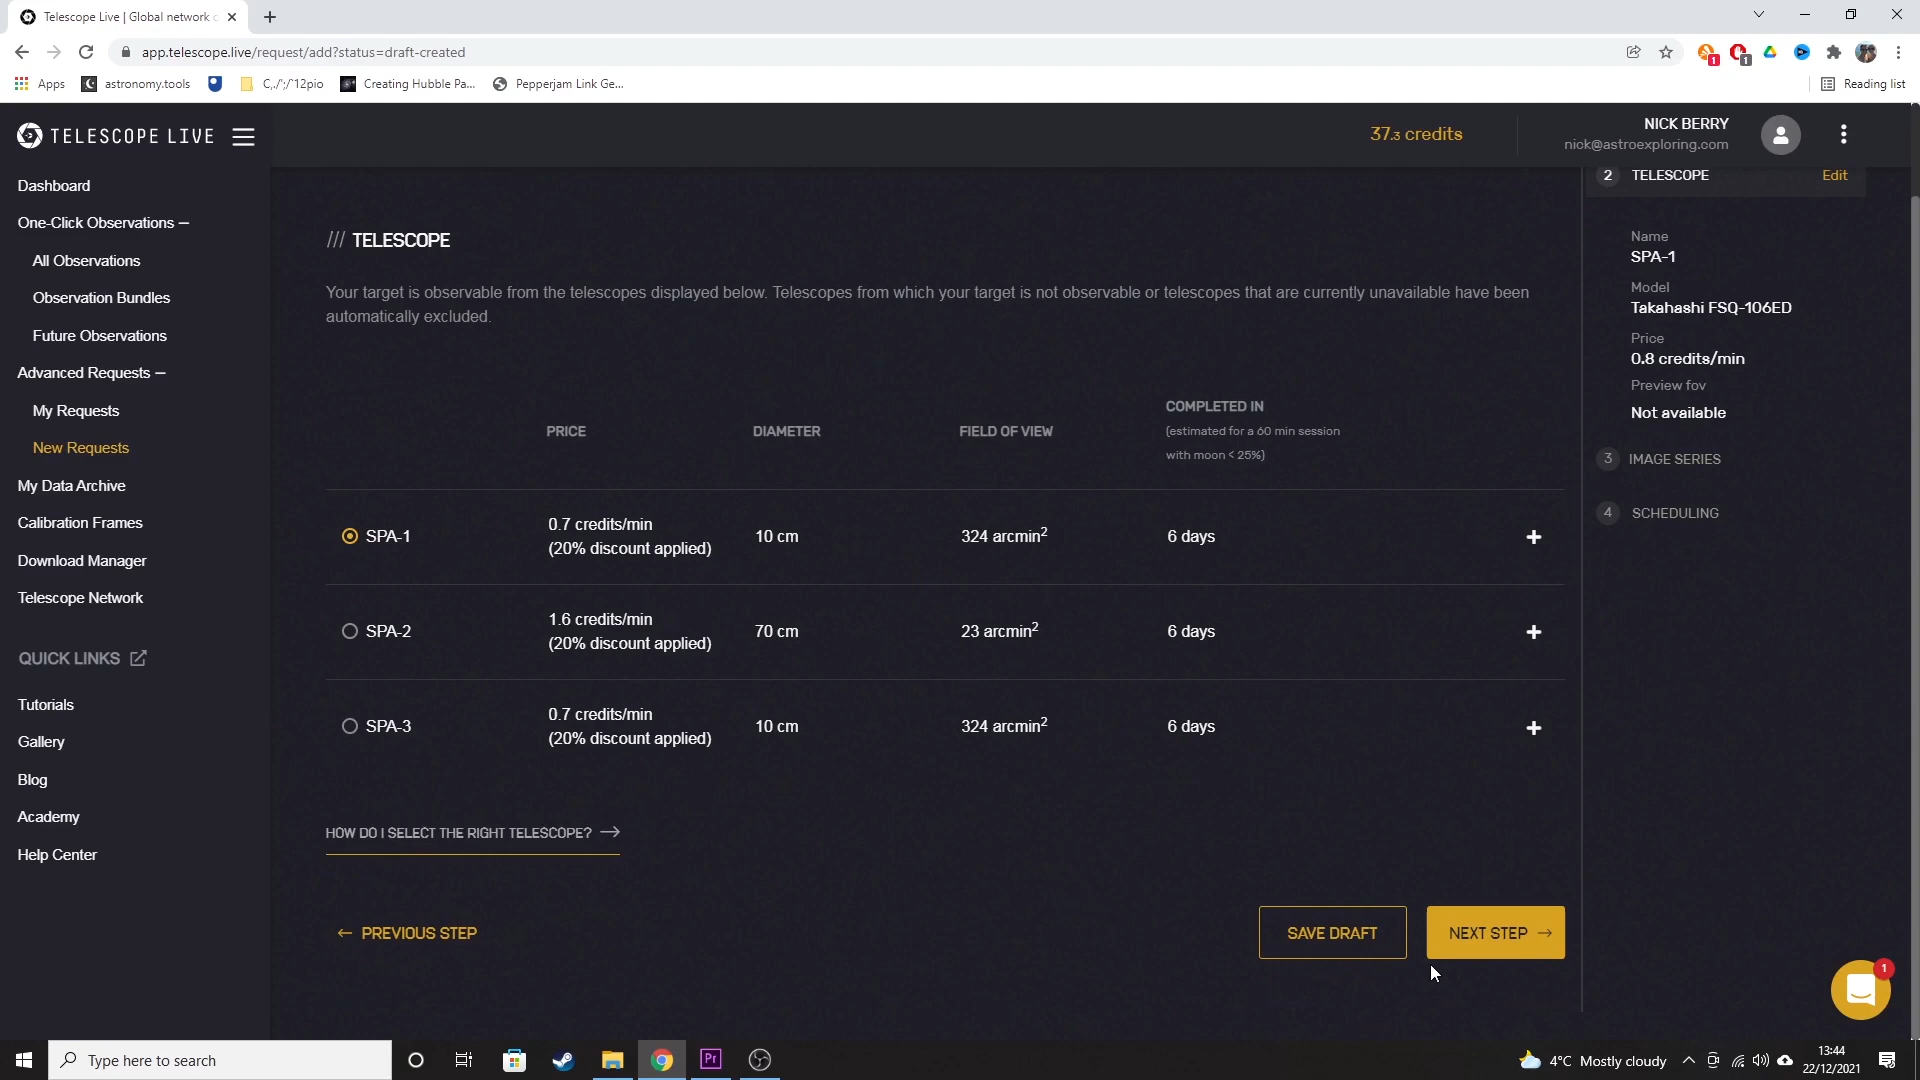 Telescope Live | Global network o
app.telescope.live/request/add?status=draft-created
1
1
Apps
astronomy.tools
C,./';/'12pio
Creating Hubble Pa...
Pepperjam Link Ge...
Reading list
TELESCOPE LIVE
37.3 credits
NICK BERRY
nick@astroexploring.com
Dashboard
One-Click Observations –
All Observations
Observation Bundles
Future Observations
Advanced Requests –
My Requests
New Requests
My Data Archive
Calibration Frames
Download Manager
Telescope Network
QUICK LINKS
Tutorials
Gallery
Blog
Academy
Help Center
/// TELESCOPE
Your target is observable from the telescopes displayed below. Telescopes from which your target is not observable or telescopes that are currently unavailable have been
automatically excluded.
PRICE DIAMETER FIELD OF VIEW COMPLETED IN
(estimated for a 60 min session
with moon < 25%)
SPA-1 0.7 credits/min 10 cm 324 arcmin² 6 days +
(20% discount applied)
SPA-2 1.6 credits/min 70 cm 23 arcmin² 6 days +
(20% discount applied)
SPA-3 0.7 credits/min 10 cm 324 arcmin² 6 days +
(20% discount applied)
HOW DO I SELECT THE RIGHT TELESCOPE? →
← PREVIOUS STEP
SAVE DRAFT
NEXT STEP →
2 TELESCOPE Edit
Name
SPA-1
Model
Takahashi FSQ-106ED
Price
0.8 credits/min
Preview fov
Not available
3 IMAGE SERIES
4 SCHEDULING
1
Type here to search
Pr
4°C Mostly cloudy
13:44
22/12/2021